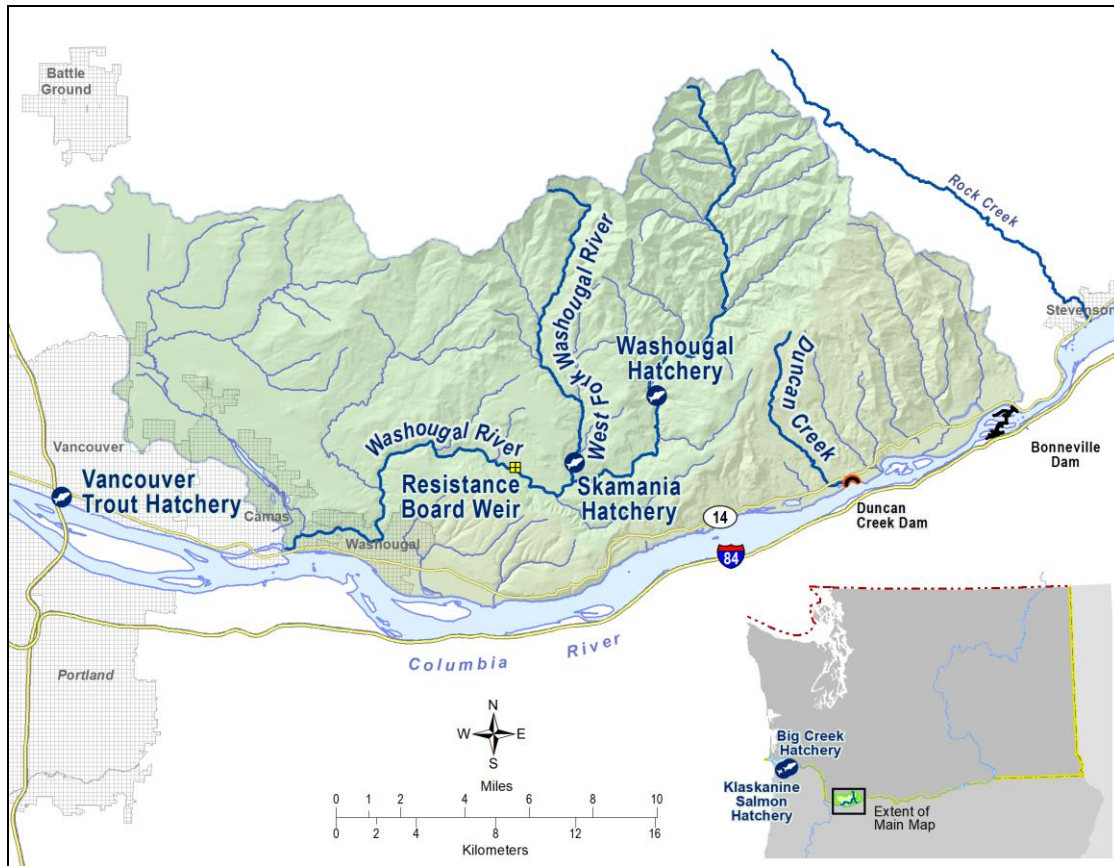 Battle
Ground
Rock Creek
Stevenson
West Fork Washougal River
Washougal
Hatchery
Duncan Creek
Washougal River
Vancouver
Vancouver
Trout Hatchery
Resistance
Board Weir
Skamania
Hatchery
Bonneville
Dam
Camas
Duncan
Creek Dam
Washougal
14
84
Columbia River
Portland
N
W E
S
Miles
0 2 4 6 8 10
0 2 4 8 12 16
Kilometers
Big Creek
Hatchery
Klaskanine
Salmon
Hatchery
Extent of
Main Map